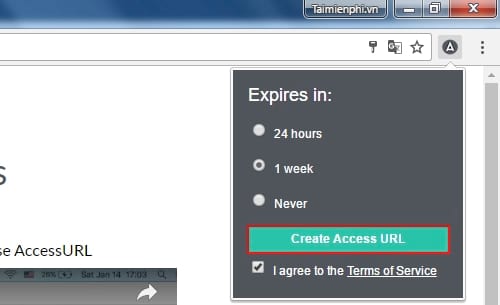 Taimienphi.vn
A
Expires in:
24 hours
1 week
Never
Create Access URL
I agree to the Terms of Service
s
se AccessURL
26% Sat Jan 14 17:03